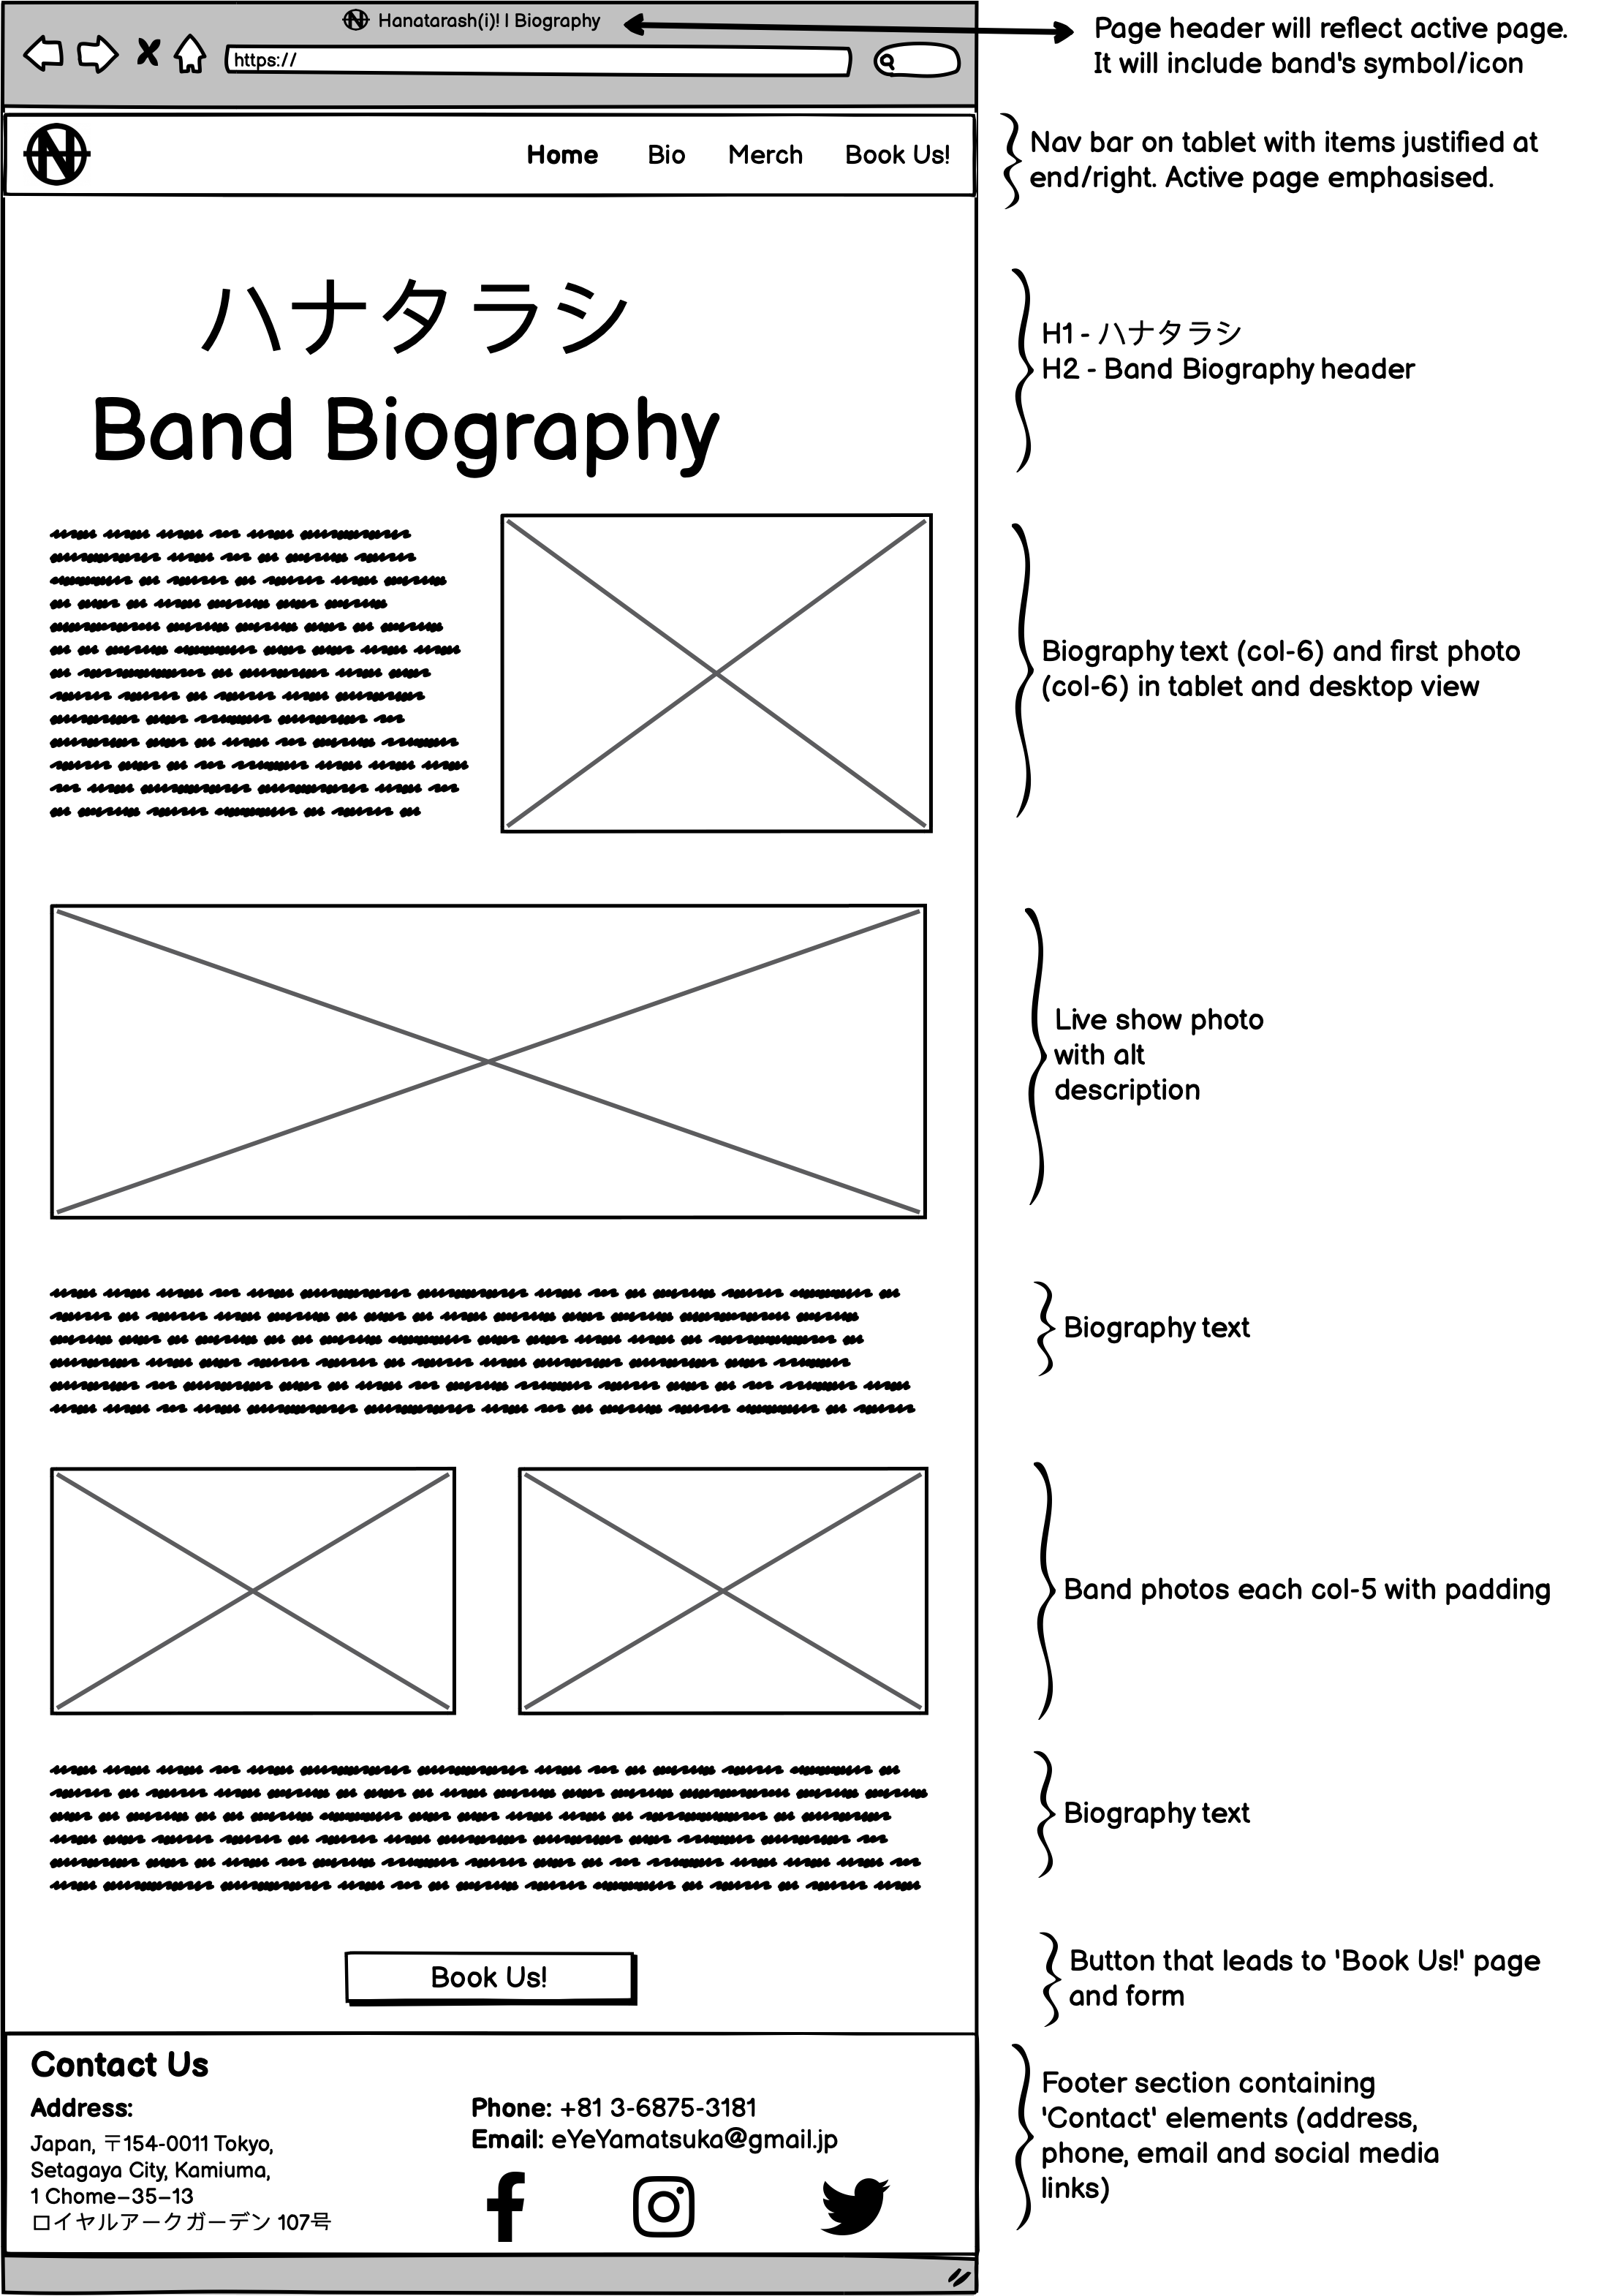 Hanatarash(i)! | Biography
Page header will reflect active page.
It will include band's symbol/icon
https://
Home Bio Merch Book Us!
Nav bar on tablet with items justified at
end/right. Active page emphasised.
ハナタラシ
Band Biography
H1 - ハナタラシ
H2 - Band Biography header
Biography text (col-6) and first photo
(col-6) in tablet and desktop view
Live show photo
with alt
description
Biography text
Band photos each col-5 with padding
Biography text
Book Us!
Button that leads to 'Book Us!' page
and form
Contact Us
Address:
Japan, 〒154-0011 Tokyo,
Setagaya City, Kamiuma,
1 Chome−35−13
ロイヤルアークガーデン 107号
Phone: +81 3-6875-3181
Email: eYeYamatsuka@gmail.jp
Footer section containing
'Contact' elements (address,
phone, email and social media
links)